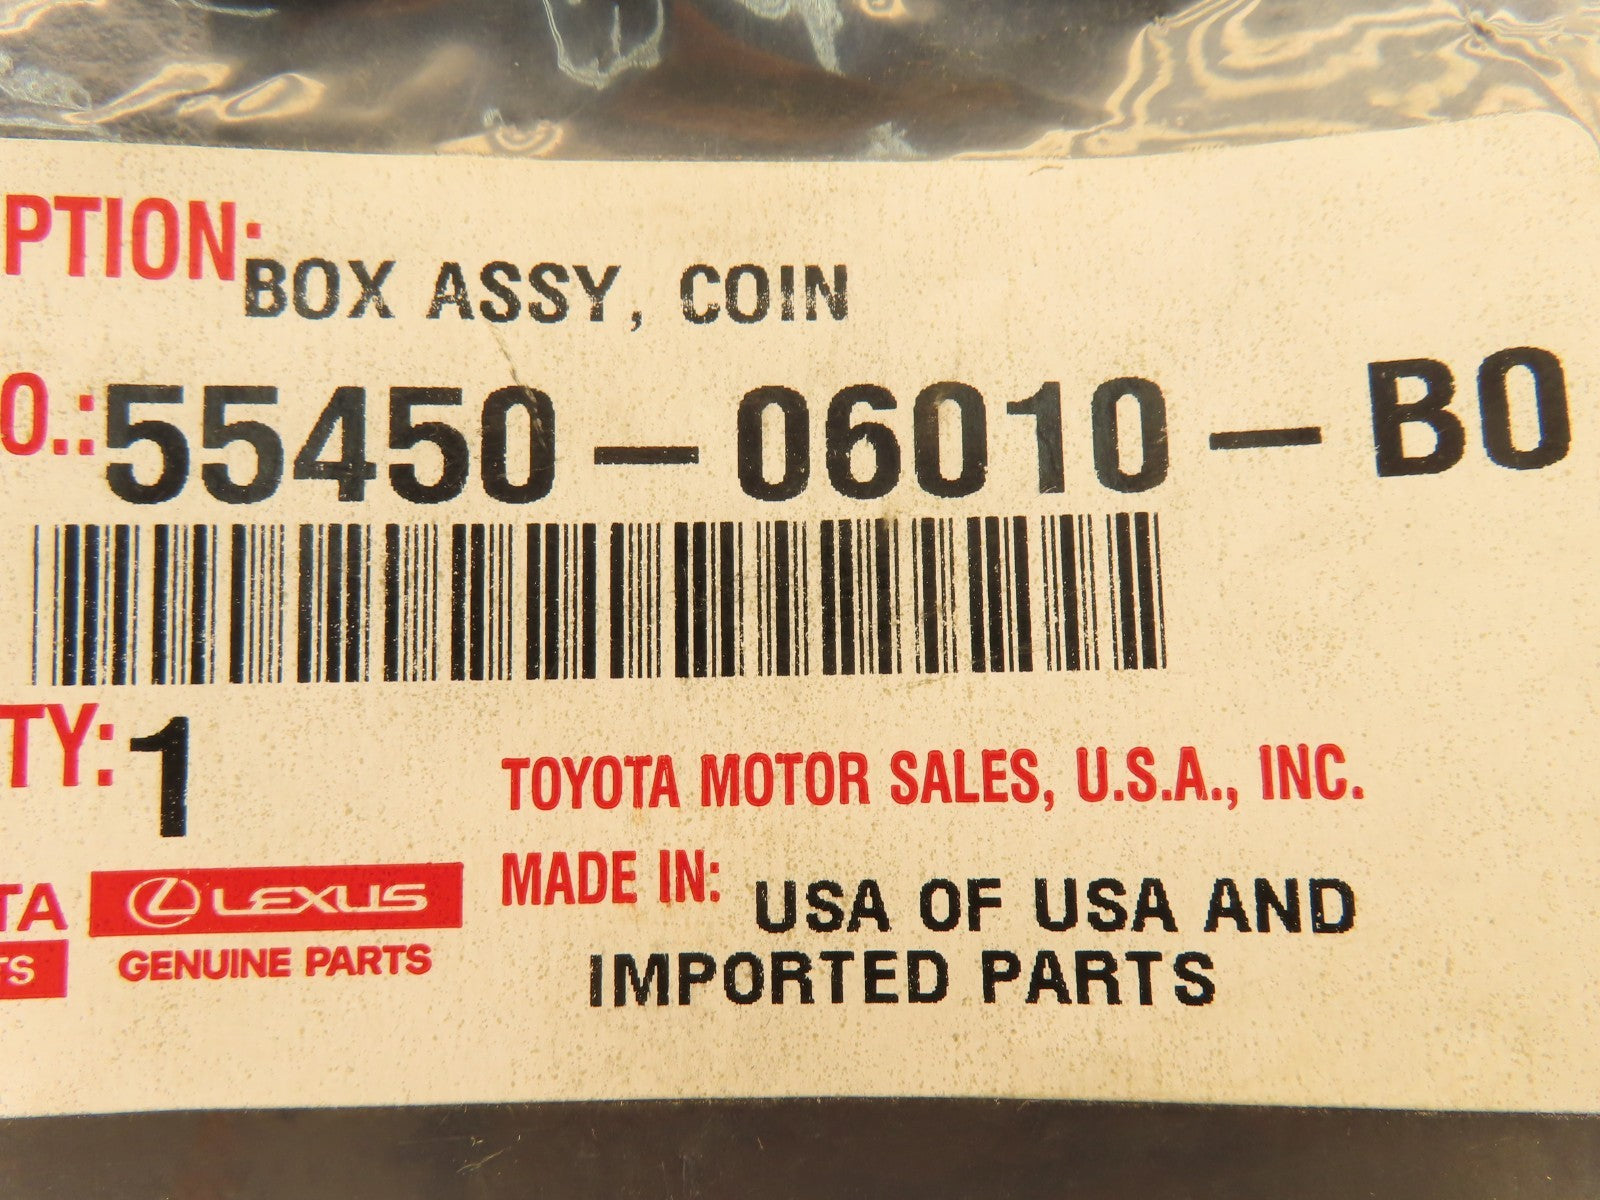 PTION: BOX ASSY, COIN
O.: 55450-06010-B0
TY: 1
TOYOTA MOTOR SALES, U.S.A., INC.
MADE IN: USA OF USA AND
IMPORTED PARTS
TA
TS
LEXUS
GENUINE PARTS